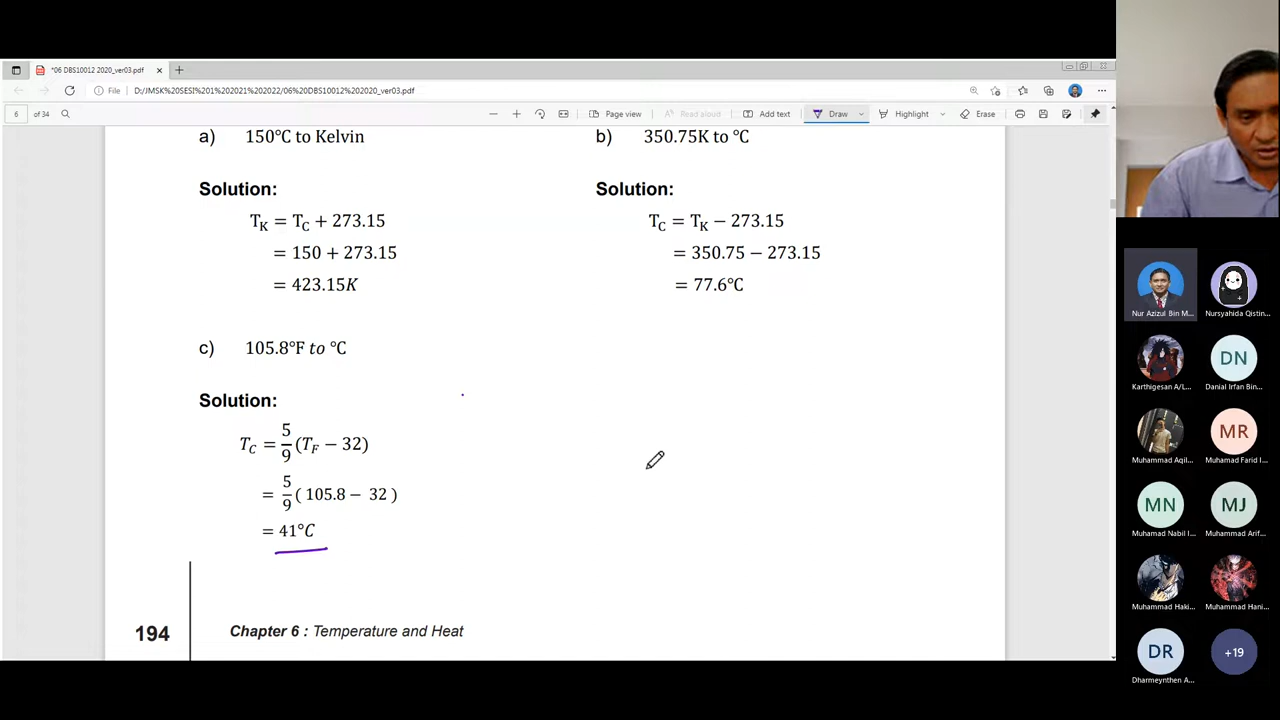 *06 DBS10012 2020_ver03.pdf
File D:/JMSK%20SESI%201%202021%202022/06%20DBS10012%202020_ver03.pdf
6 of 34 Page view Read aloud Add text Draw Highlight Erase
a) 150°C to Kelvin
b) 350.75K to °C
Solution:
Solution:
T_K = T_C + 273.15
= 150 + 273.15
= 423.15K
T_C = T_K − 273.15
= 350.75 − 273.15
= 77.6°C
c) 105.8°F to °C
Solution:
T_C = 5/9 (T_F − 32)
= 5/9 ( 105.8 − 32 )
= 41°C
194 Chapter 6 : Temperature and Heat
Nur Azizul Bin M...
Nursyahida Qistin...
Karthigesan A/L...
DN
Danial Irfan Bin...
Muhammad Aqil...
MR
Muhamad Farid I...
MN
Muhamad Nabil I...
MJ
Muhammad Arif...
Muhammad Haki...
Muhammad Hani...
DR
Dharmeynthen A...
+19